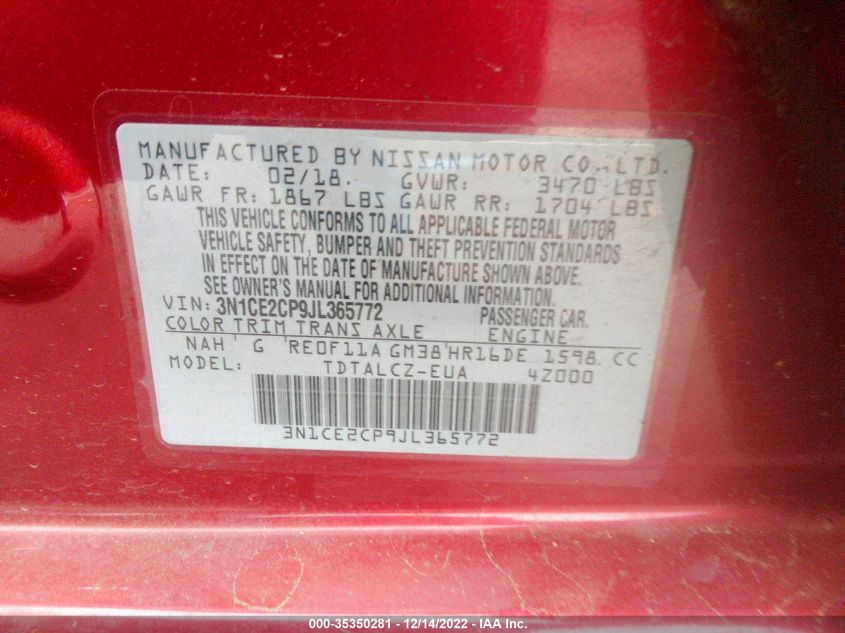 MANUFACTURED BY NISSAN MOTOR CO., LTD.
DATE: 02/18. GVWR: 3470 LBS
GAWR FR: 1867 LBS GAWR RR: 1704 LBS
THIS VEHICLE CONFORMS TO ALL APPLICABLE FEDERAL MOTOR
VEHICLE SAFETY, BUMPER AND THEFT PREVENTION STANDARDS
IN EFFECT ON THE DATE OF MANUFACTURE SHOWN ABOVE.
SEE OWNER'S MANUAL FOR ADDITIONAL INFORMATION.
VIN: 3N1CE2CP9JL365772 PASSENGER CAR.
COLOR TRIM TRANS AXLE ENGINE
NAH G RE0F11A GM38 HR16DE 1598 CC
MODEL: TDTALCZ-EUA 4Z000
3N1CE2CP9JL365772
000-35350281 - 12/14/2022 - IAA Inc.